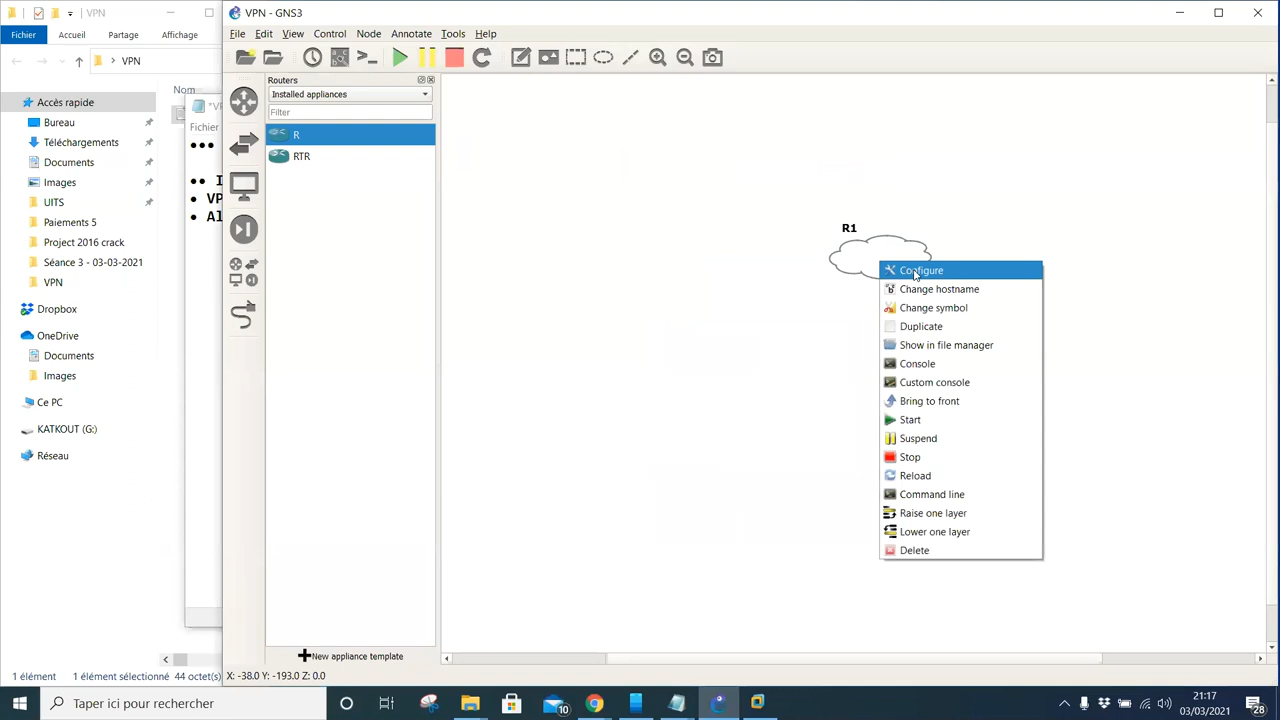 VPN
VPN - GNS3
Fichier
Accueil
Partage
Affichage
File
Edit
View
Control
Node
Annotate
Tools
Help
VPN
Accès rapide
Bureau
Téléchargements
Documents
Images
UITS
Paiements 5
Project 2016 crack
Séance 3 - 03-03-2021
VPN
Dropbox
OneDrive
Documents
Images
Ce PC
KATKOUT (G:)
Réseau
1 élément
1 élément sélectionné 44 octet(s)
Nom
Fichier
•••
••
• VP
• Al
Routers
Installed appliances
Filter
R
RTR
New appliance template
X: -38.0 Y: -193.0 Z: 0.0
R1
Configure
Change hostname
Change symbol
Duplicate
Show in file manager
Console
Custom console
Bring to front
Start
Suspend
Stop
Reload
Command line
Raise one layer
Lower one layer
Delete
Taper ici pour rechercher
10
21:17
03/03/2021
28